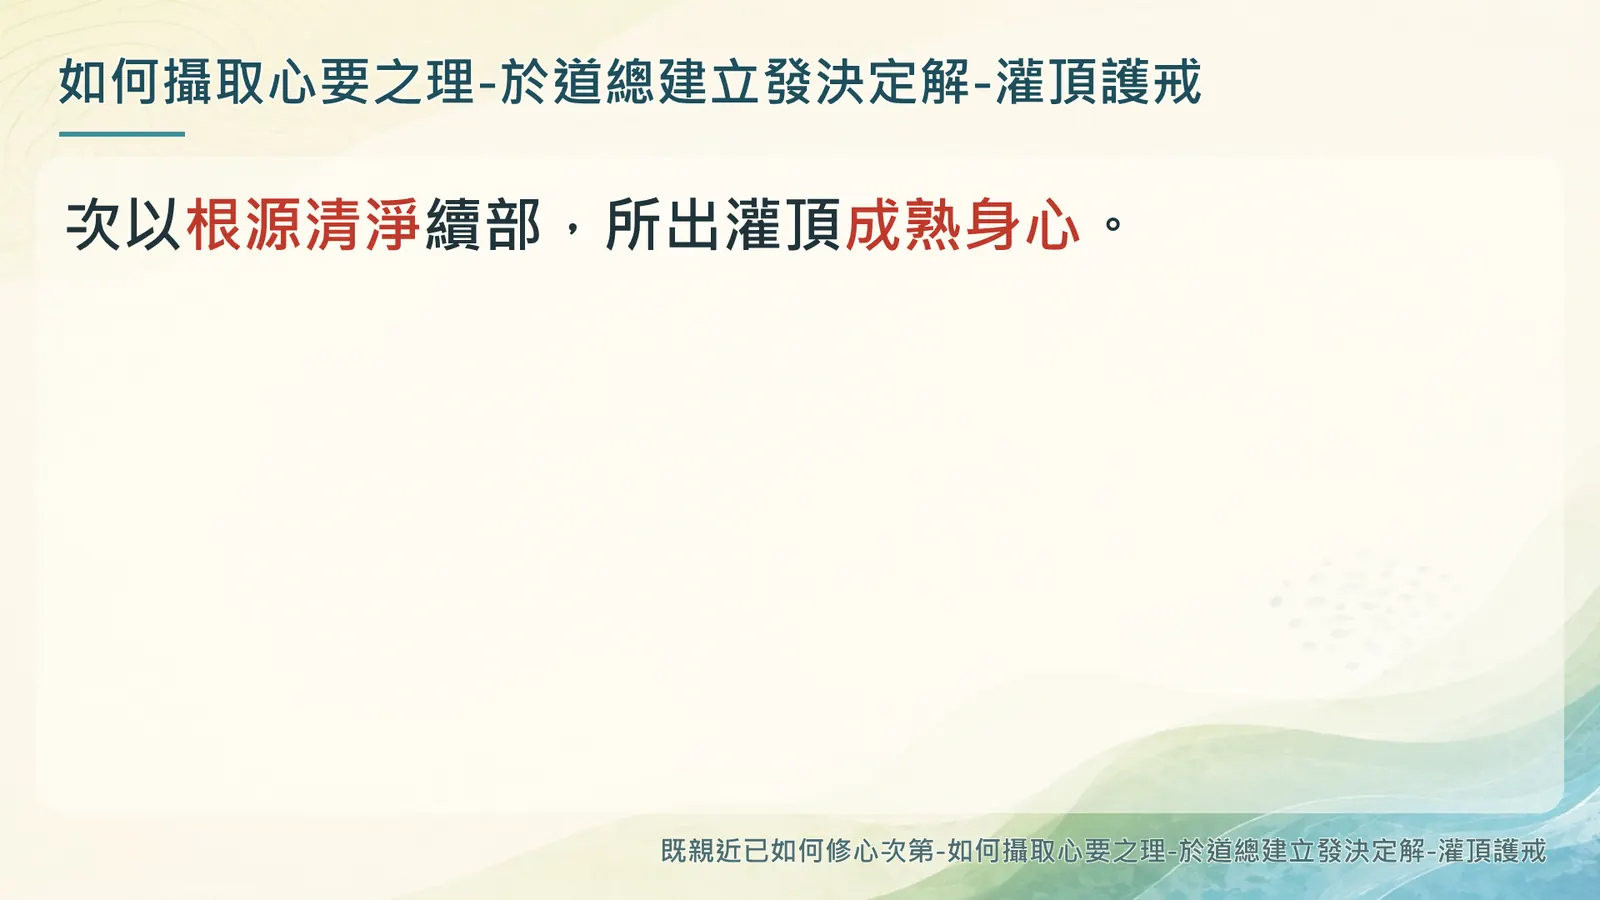 如何攝取心要之理-於道總建立發決定解-灌頂護戒
次以根源清淨續部，所出灌頂成熟身心。
既親近已如何修心次第-如何攝取心要之理-於道總建立發決定解-灌頂護戒